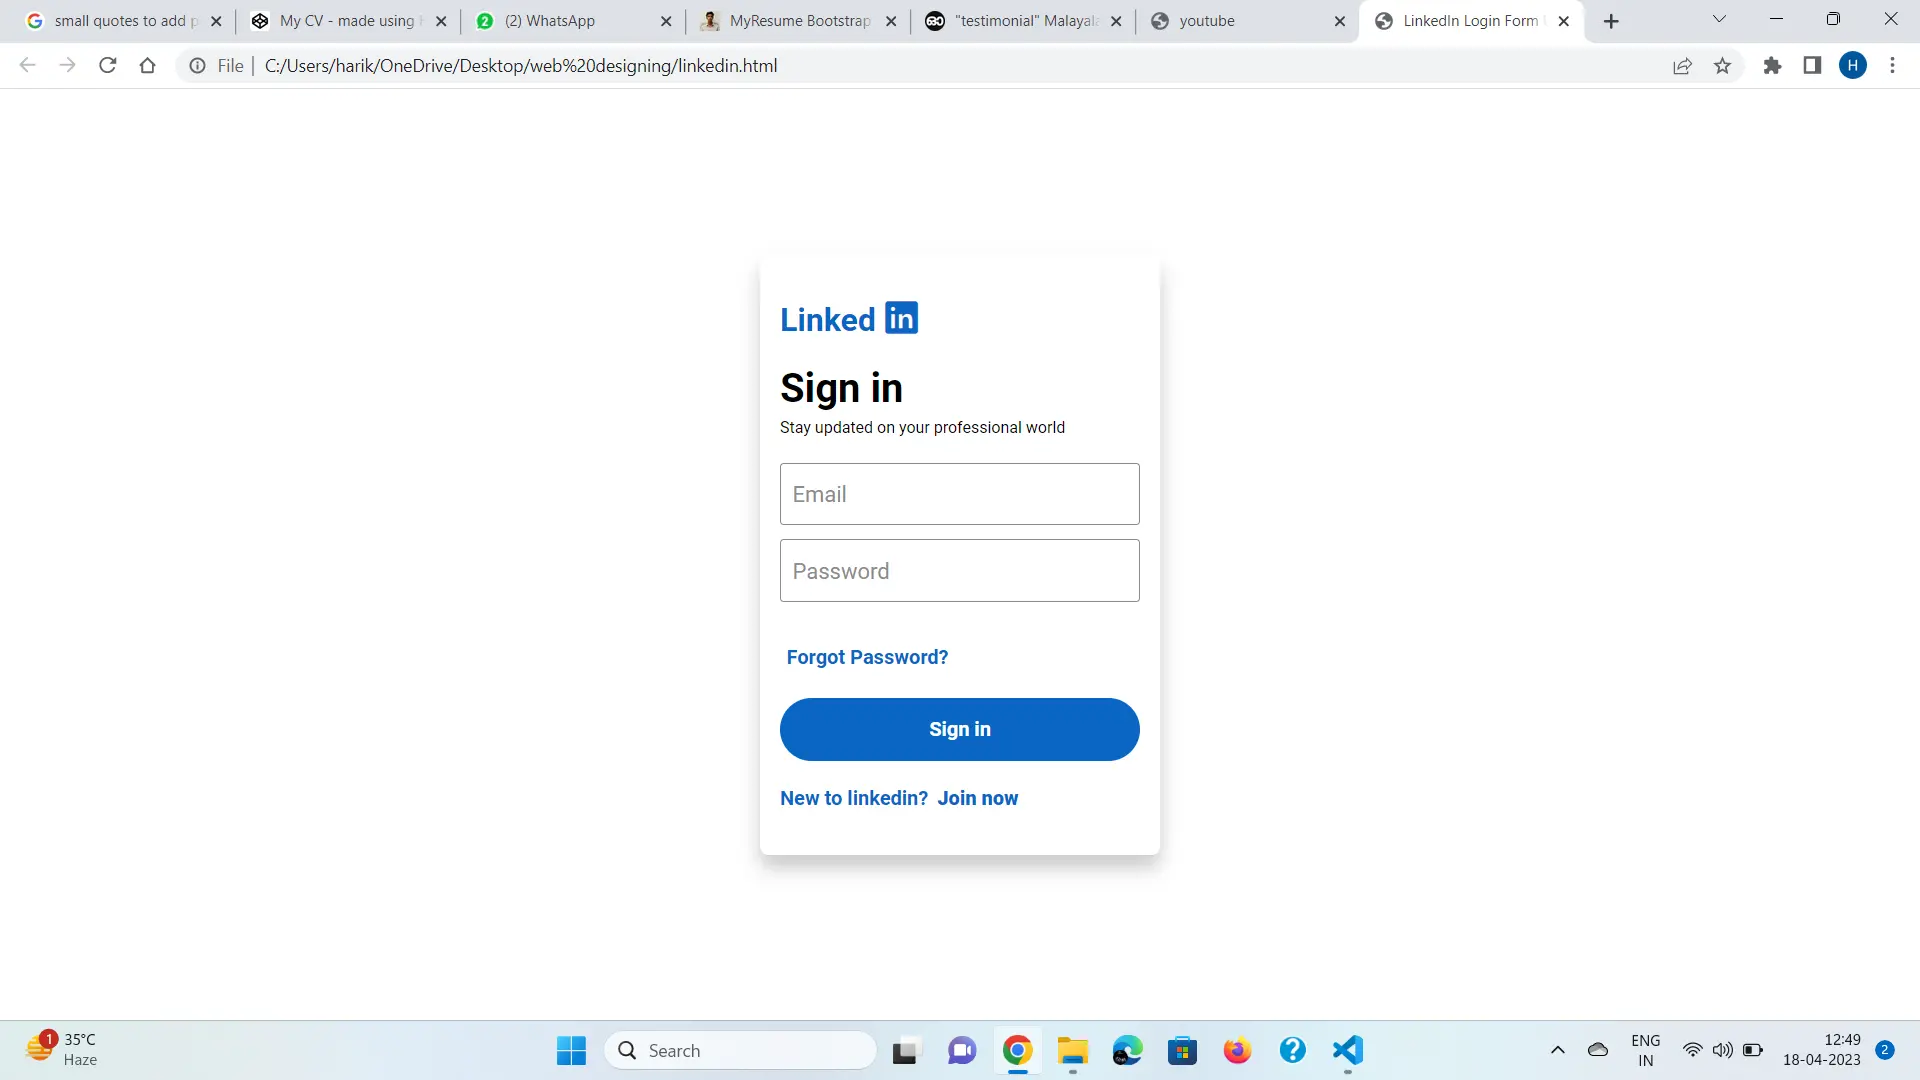 small quotes to add
My CV - made using
2 (2) WhatsApp
MyResume Bootstrap
"testimonial"
youtube
LinkedIn Login Form
File C:/Users/harik/OneDrive/Desktop/web%20designing/linkedin.html
H
Linked in
Sign in
Stay updated on your professional world
Email
Password
Forgot Password?
Sign in
New to linkedin? Join now
1
35°C
Haze
Search
ENG
IN
12:49
18-04-2023
2